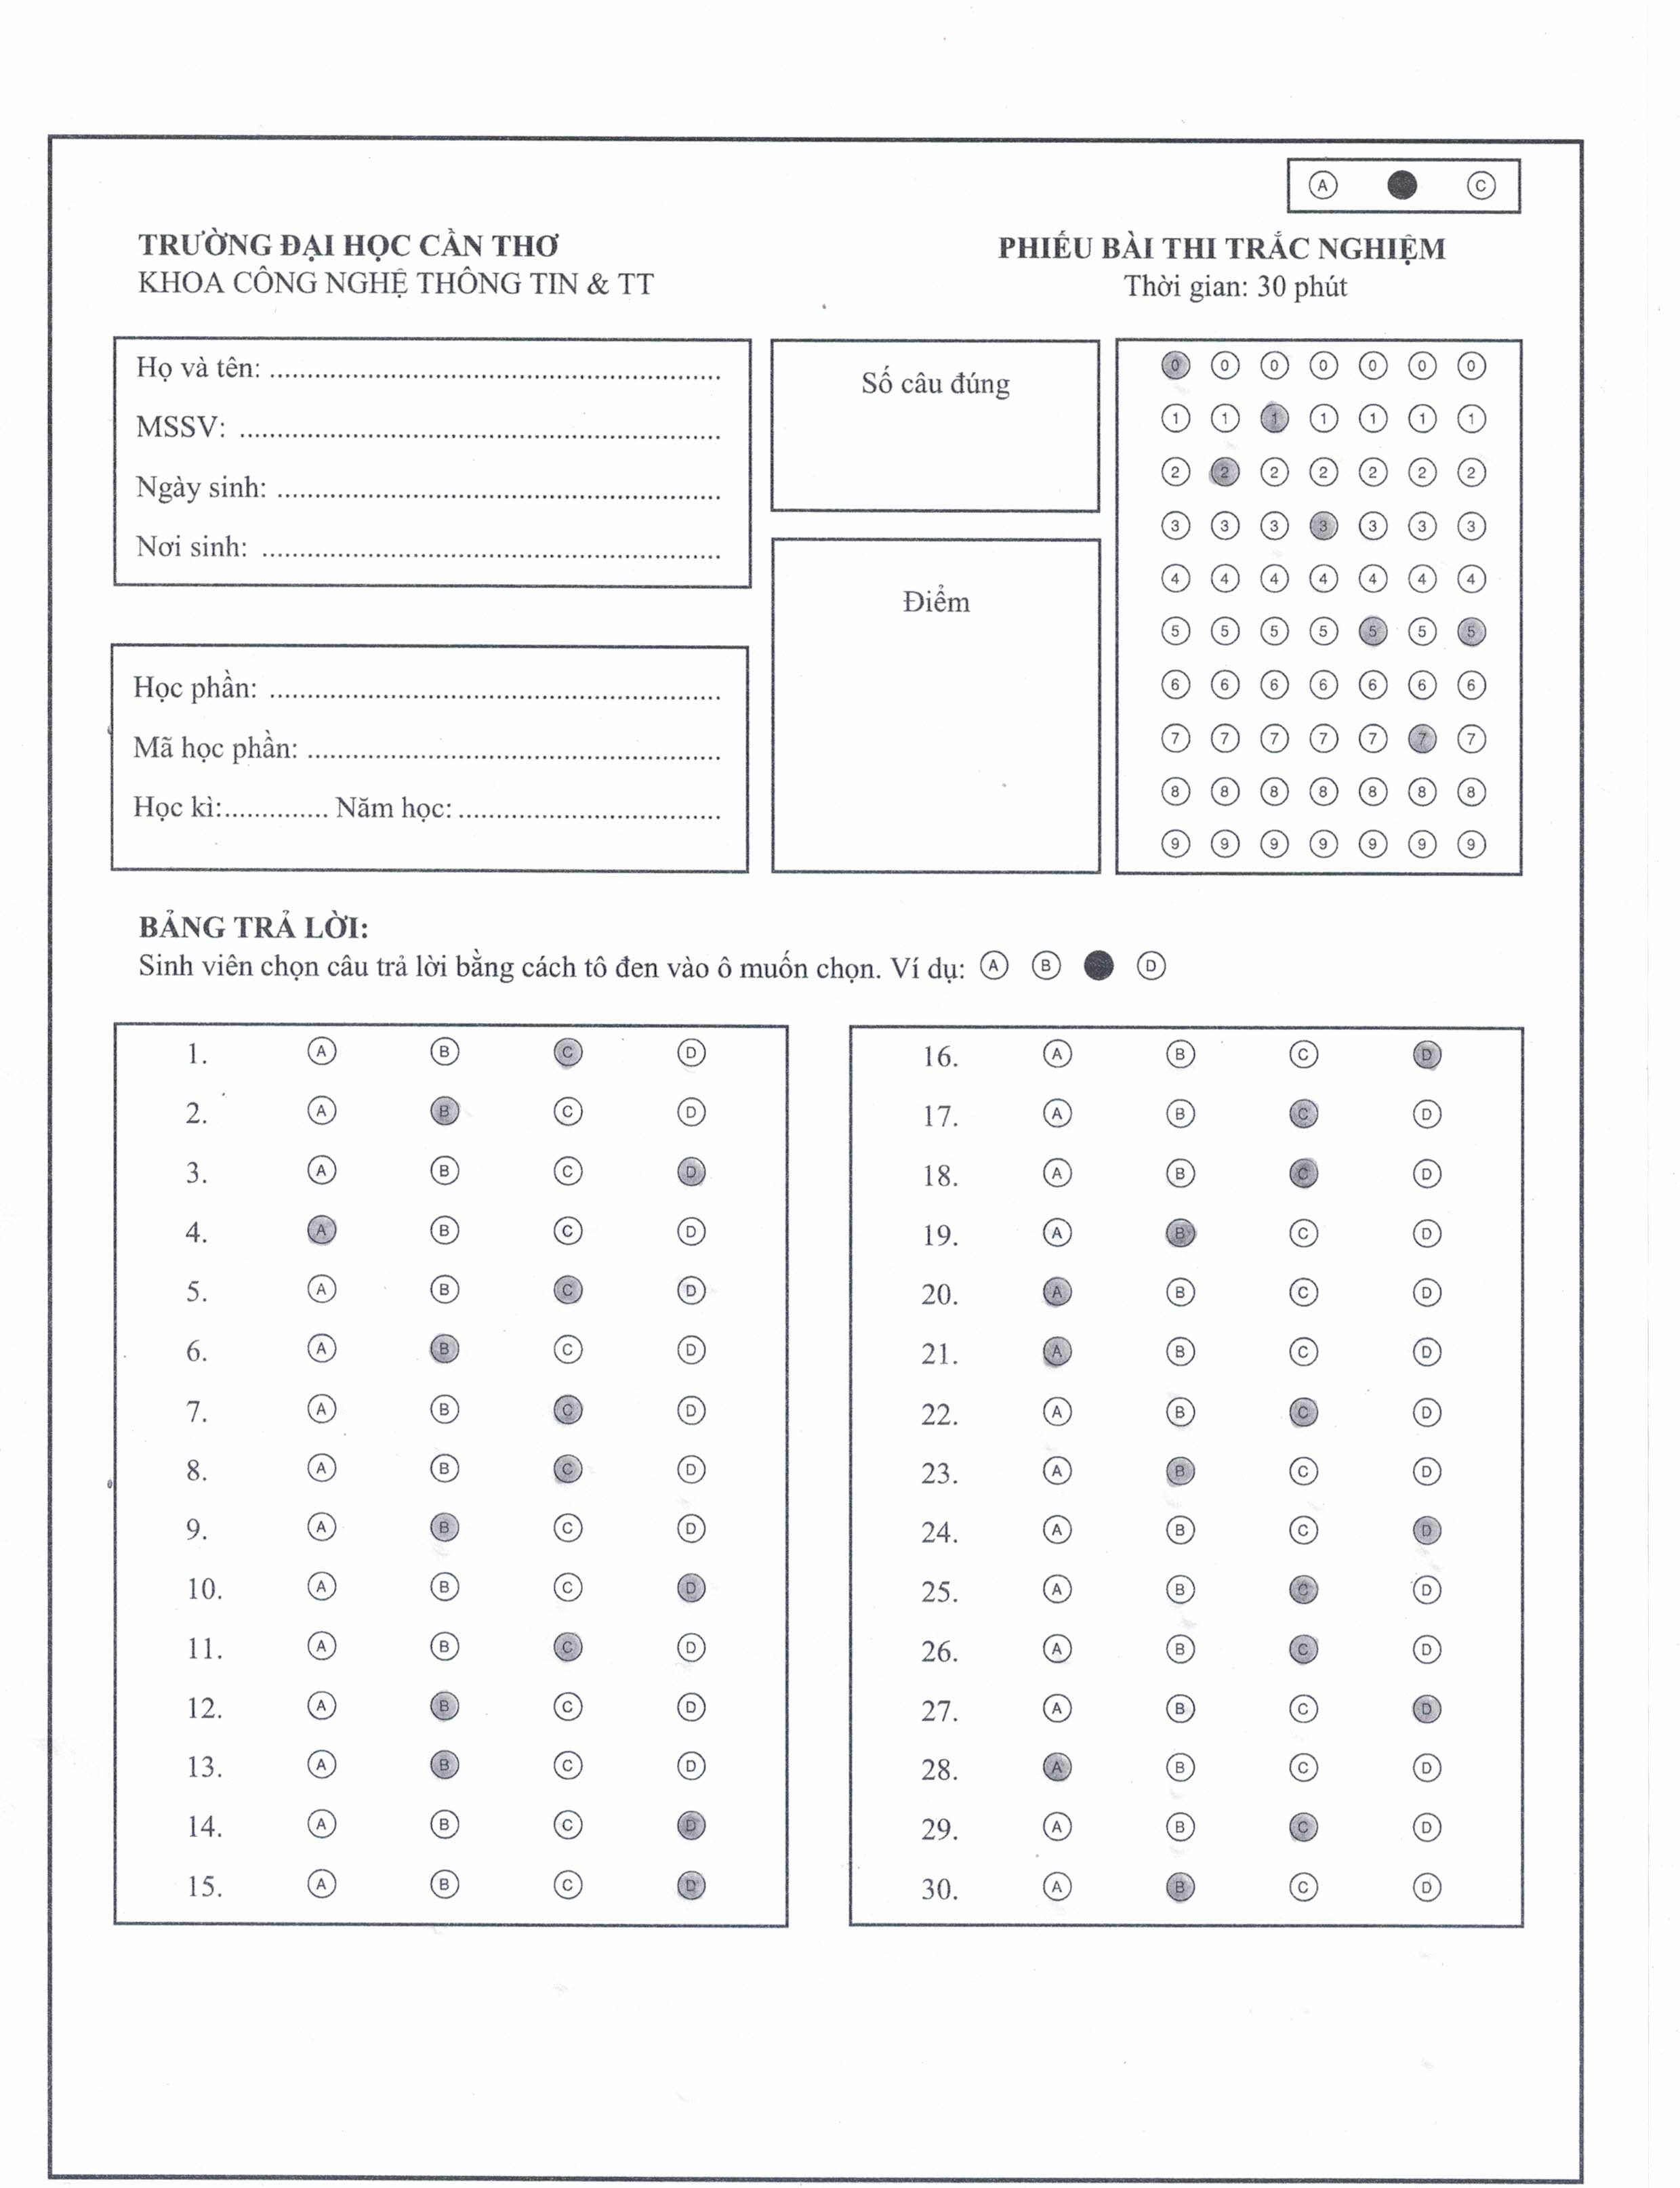 A C
TRƯỜNG ĐẠI HỌC CẦN THƠ
KHOA CÔNG NGHỆ THÔNG TIN & TT
PHIẾU BÀI THI TRẮC NGHIỆM
Thời gian: 30 phút
Họ và tên: ............................................................
MSSV: ................................................................
Ngày sinh: ...........................................................
Nơi sinh: .............................................................
Số câu đúng
Điểm
0 0 0 0 0 0 0
1 1 1 1 1 1 1
2 2 2 2 2 2 2
3 3 3 3 3 3 3
4 4 4 4 4 4 4
5 5 5 5 5 5 5
6 6 6 6 6 6 6
7 7 7 7 7 7 7
8 8 8 8 8 8 8
9 9 9 9 9 9 9
Học phần: ............................................................
Mã học phần: .......................................................
Học kì:.............. Năm học: ...................................
BẢNG TRẢ LỜI:
Sinh viên chọn câu trả lời bằng cách tô đen vào ô muốn chọn. Ví dụ: A B D
1. A B C D
2. A B C D
3. A B C D
4. A B C D
5. A B C D
6. A B C D
7. A B C D
8. A B C D
9. A B C D
10. A B C D
11. A B C D
12. A B C D
13. A B C D
14. A B C D
15. A B C D
16. A B C D
17. A B C D
18. A B C D
19. A B C D
20. A B C D
21. A B C D
22. A B C D
23. A B C D
24. A B C D
25. A B C D
26. A B C D
27. A B C D
28. A B C D
29. A B C D
30. A B C D